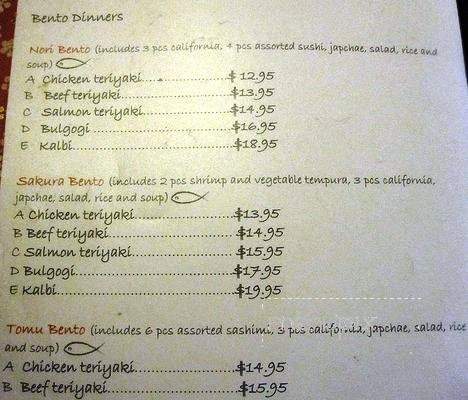 Bento Dinners
Nori Bento (includes 3 pcs california, 4 pcs assorted sushi, japchae, salad, rice and
soup)
A Chicken teriyaki.....................$ 12.95
B Beef teriyaki.........................$13.95
C Salmon teriyaki.....................$14.95
D Bulgogi................................$16.95
E Kalbi....................................$18.95
Sakura Bento (includes 2 pcs shrimp and vegetable tempura, 3 pcs california,
japchae, salad, rice and soup)
A Chicken teriyaki.....................$13.95
B Beef teriyaki.........................$14.95
C Salmon teriyaki.....................$15.95
D Bulgogi................................$17.95
E Kalbi....................................$19.95
Tomu Bento (includes 6 pcs assorted sashimi, 3 pcs california, japchae, salad, rice
and soup)
A Chicken teriyaki.....................$14.95
B Beef teriyaki.........................$15.95